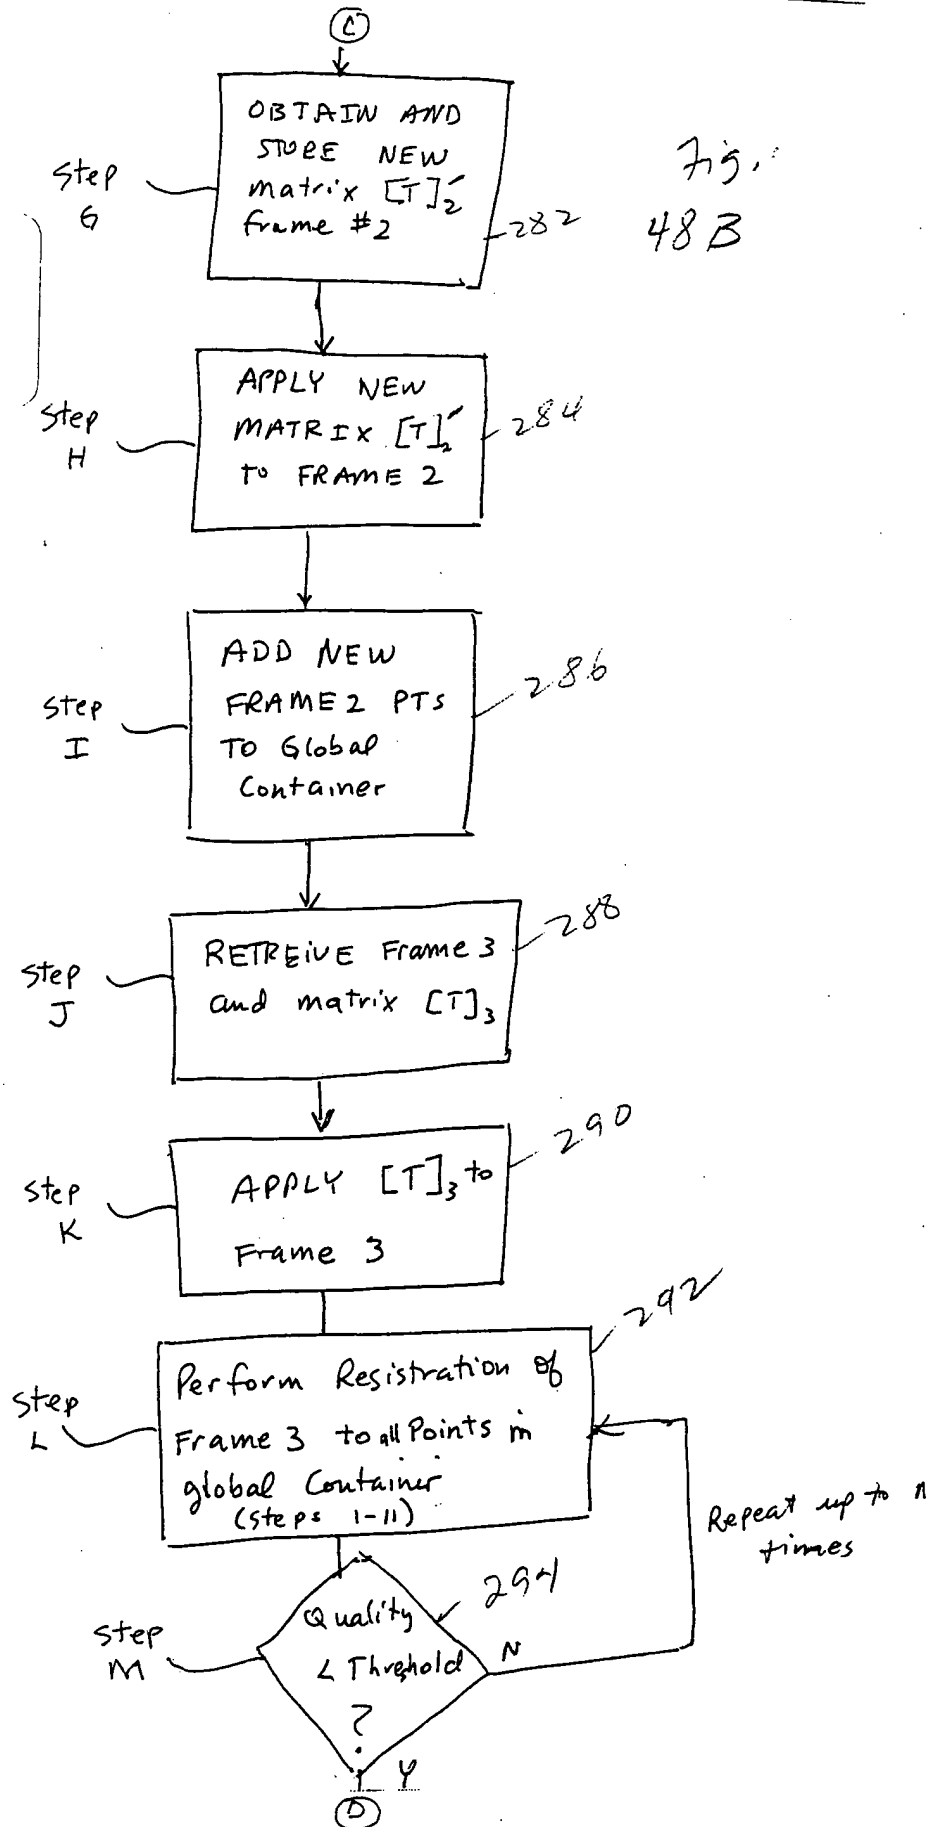 C
OBTAIN AND
STORE NEW
matrix [T]₂′
frame #2
Step
G
282
Fig.
48B
APPLY NEW
MATRIX [T]₂′
TO FRAME 2
Step
H
284
ADD NEW
FRAME 2 PTS
TO Global
Container
Step
I
286
RETREIVE Frame 3
and matrix [T]₃
Step
J
288
APPLY [T]₃ to
Frame 3
Step
K
290
Perform Resistration of
Frame 3 to all Points in
global Container
(steps 1-11)
Step
L
292
Repeat up to n
times
Quality
< Threshold
?
Step
M
294
N
Y
D